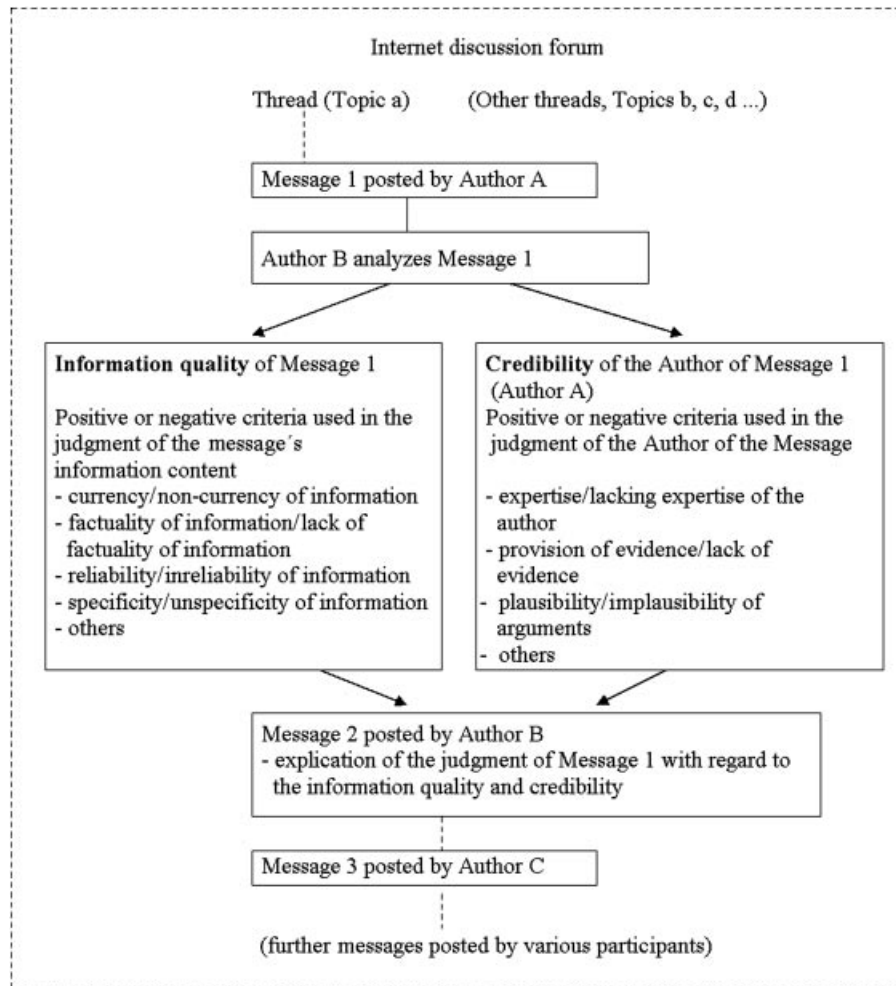 Internet discussion forum
Thread (Topic a) (Other threads, Topics b, c, d ...)
Message 1 posted by Author A
Author B analyzes Message 1
Information quality of Message 1
Positive or negative criteria used in the
judgment of the message´s
information content
- currency/non-currency of information
- factuality of information/lack of
factuality of information
- reliability/inreliability of information
- specificity/unspecificity of information
- others
Credibility of the Author of Message 1
(Author A)
Positive or negative criteria used in the
judgment of the Author of the Message
- expertise/lacking expertise of the
author
- provision of evidence/lack of
evidence
- plausibility/implausibility of
arguments
- others
Message 2 posted by Author B
- explication of the judgment of Message 1 with regard to
the information quality and credibility
Message 3 posted by Author C
(further messages posted by various participants)